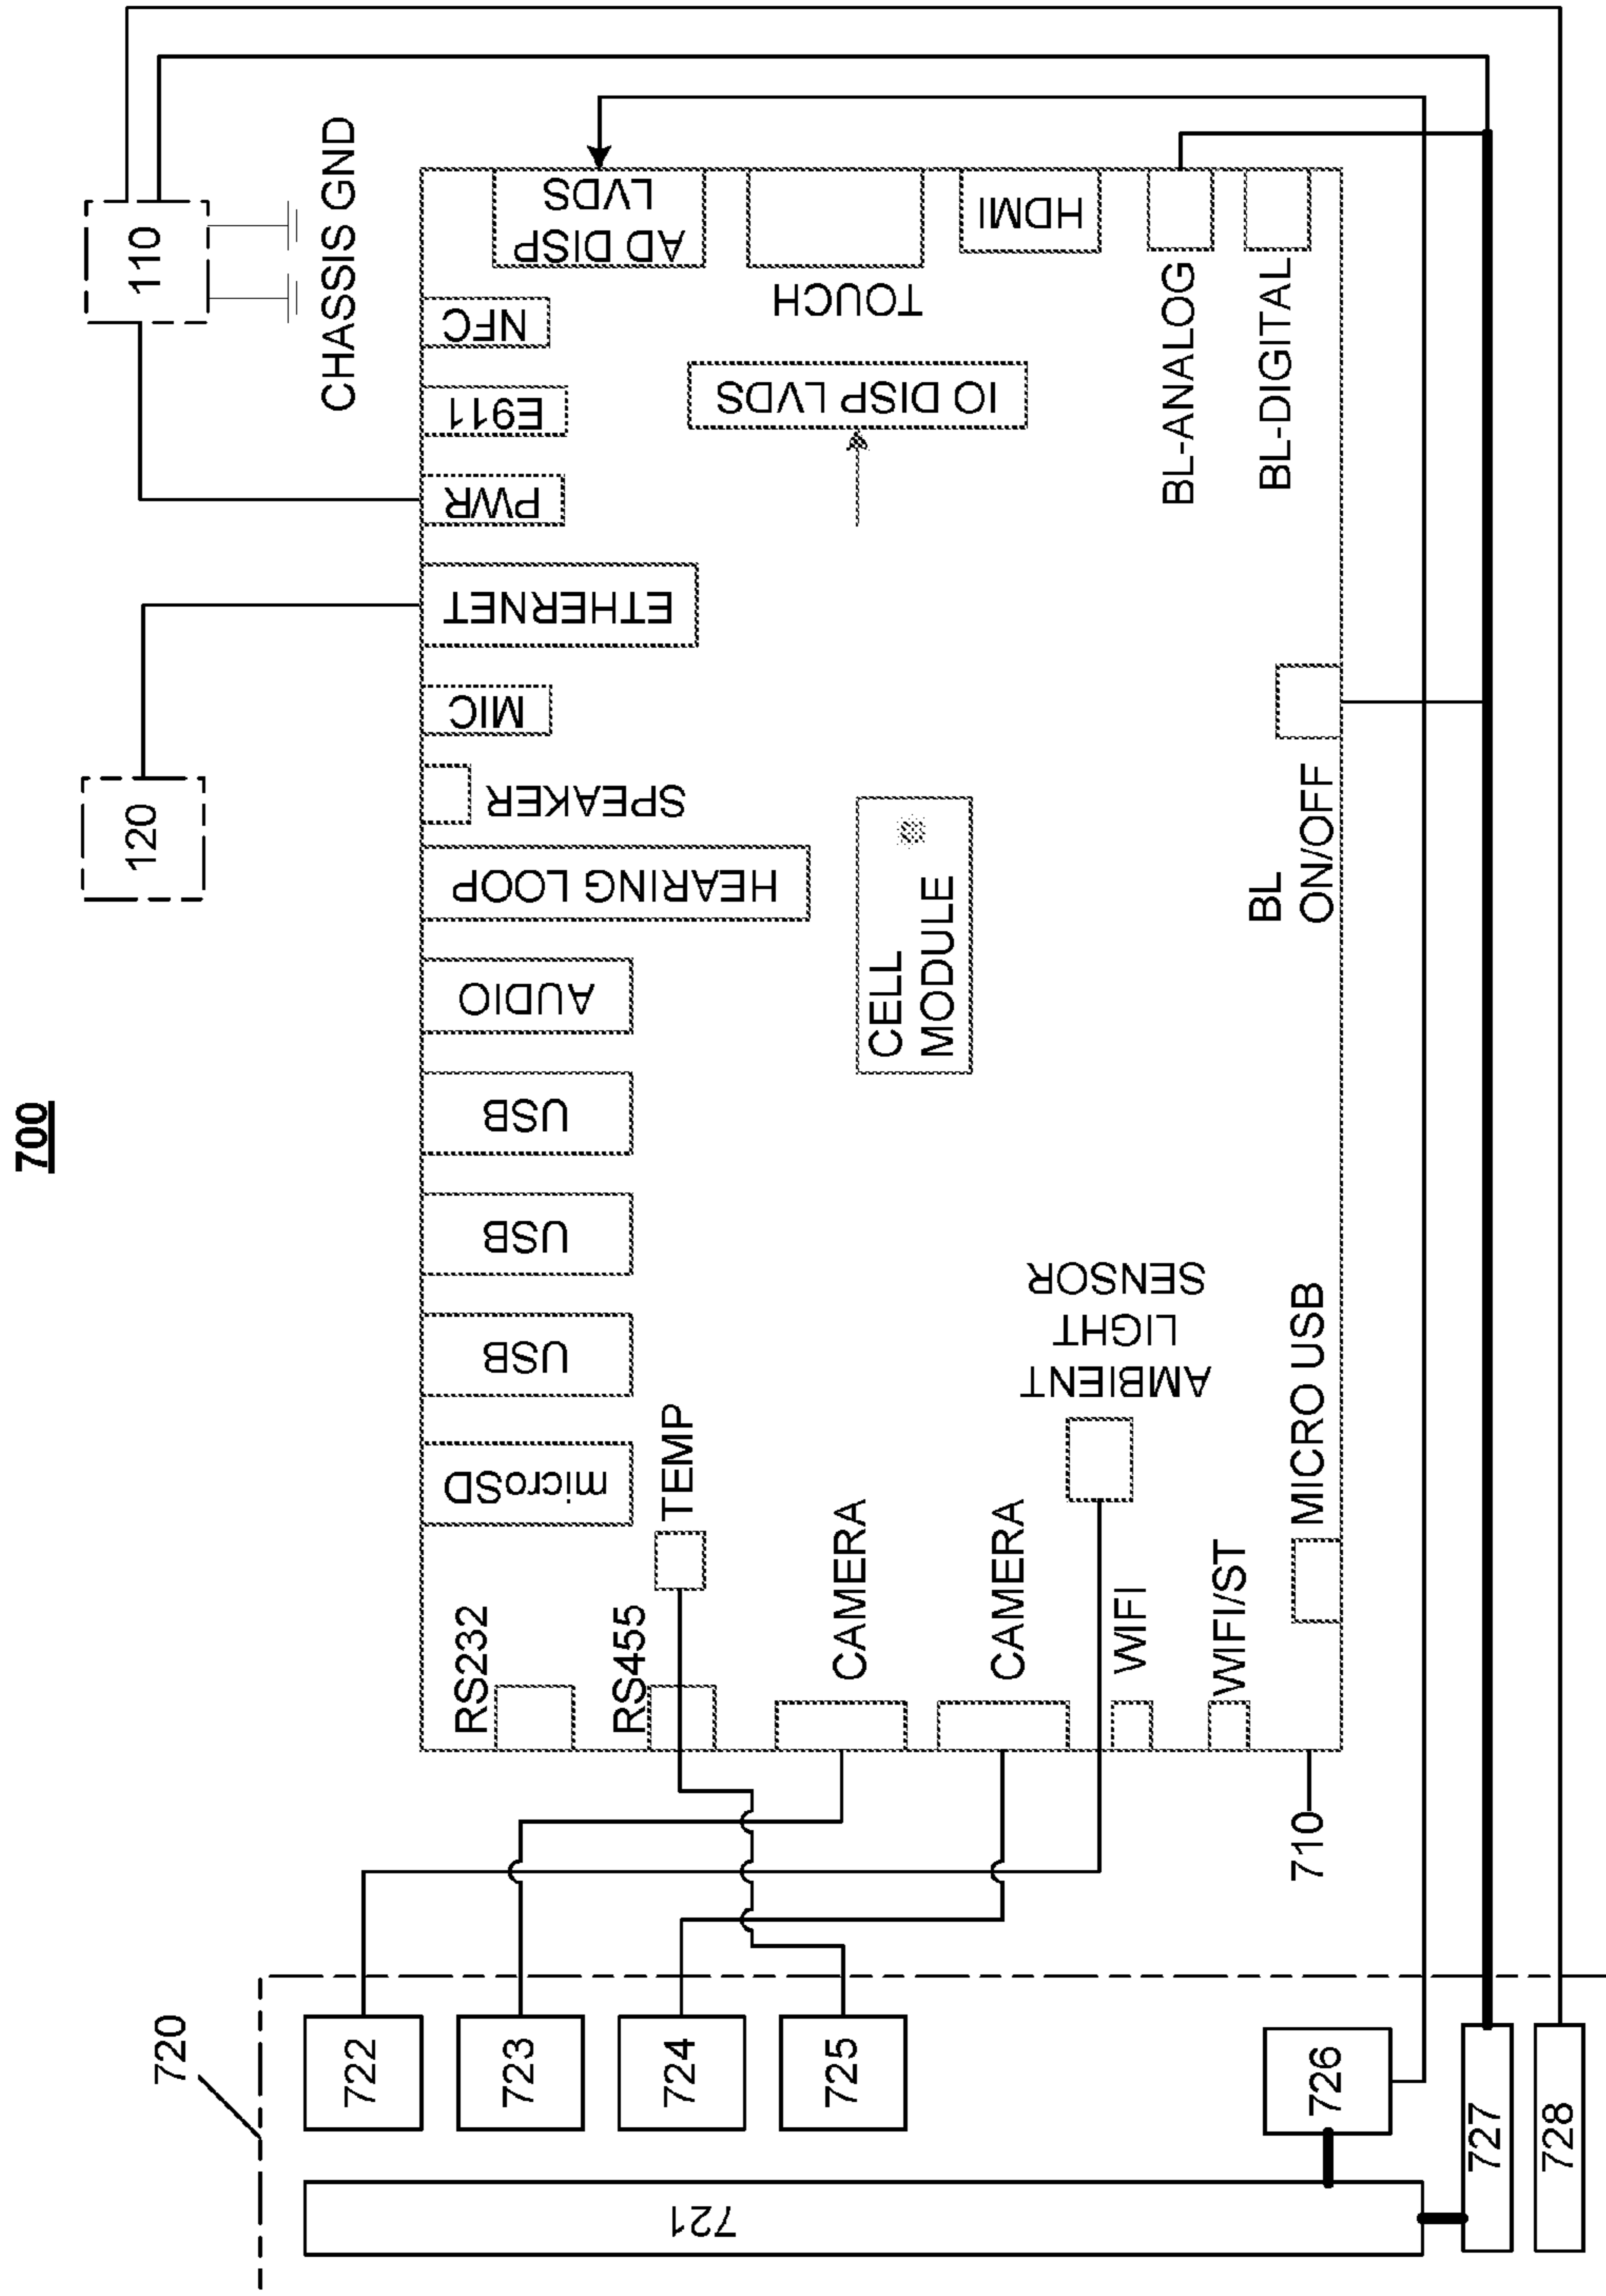 700
110
CHASSIS GND
120
NFC
E911
PWR
ETHERNET
MIC
SPEAKER
HEARING LOOP
AUDIO
USB
USB
USB
microSD
AD DISP
LVDS
TOUCH
HDMI
IO DISP LVDS
BL-ANALOG
BL-DIGITAL
CELL
MODULE
BL
ON/OFF
TEMP
RS232
RS455
CAMERA
CAMERA
AMBIENT
LIGHT
SENSOR
WIFI
WIFI/ST
MICRO USB
710
720
722
723
724
725
726
721
727
728